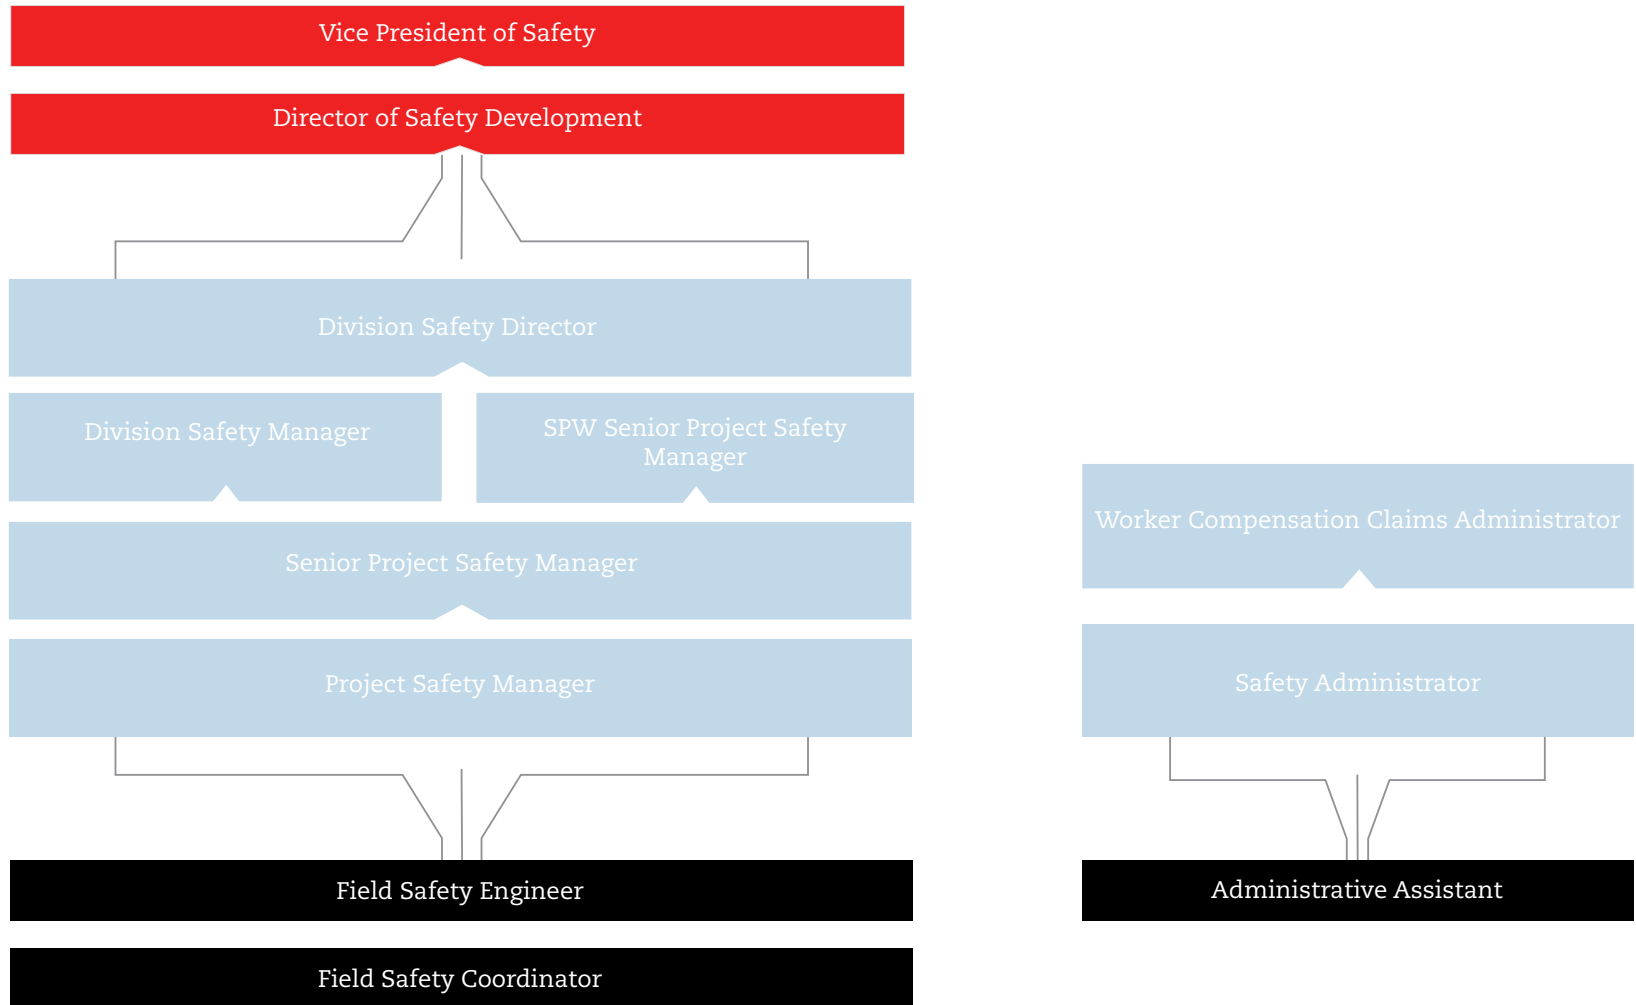 Vice President of Safety
Director of Safety Development
Division Safety Director
Division Safety Manager
SPW Senior Project Safety
Manager
Senior Project Safety Manager
Project Safety Manager
Field Safety Engineer
Field Safety Coordinator
Worker Compensation Claims Administrator
Safety Administrator
Administrative Assistant